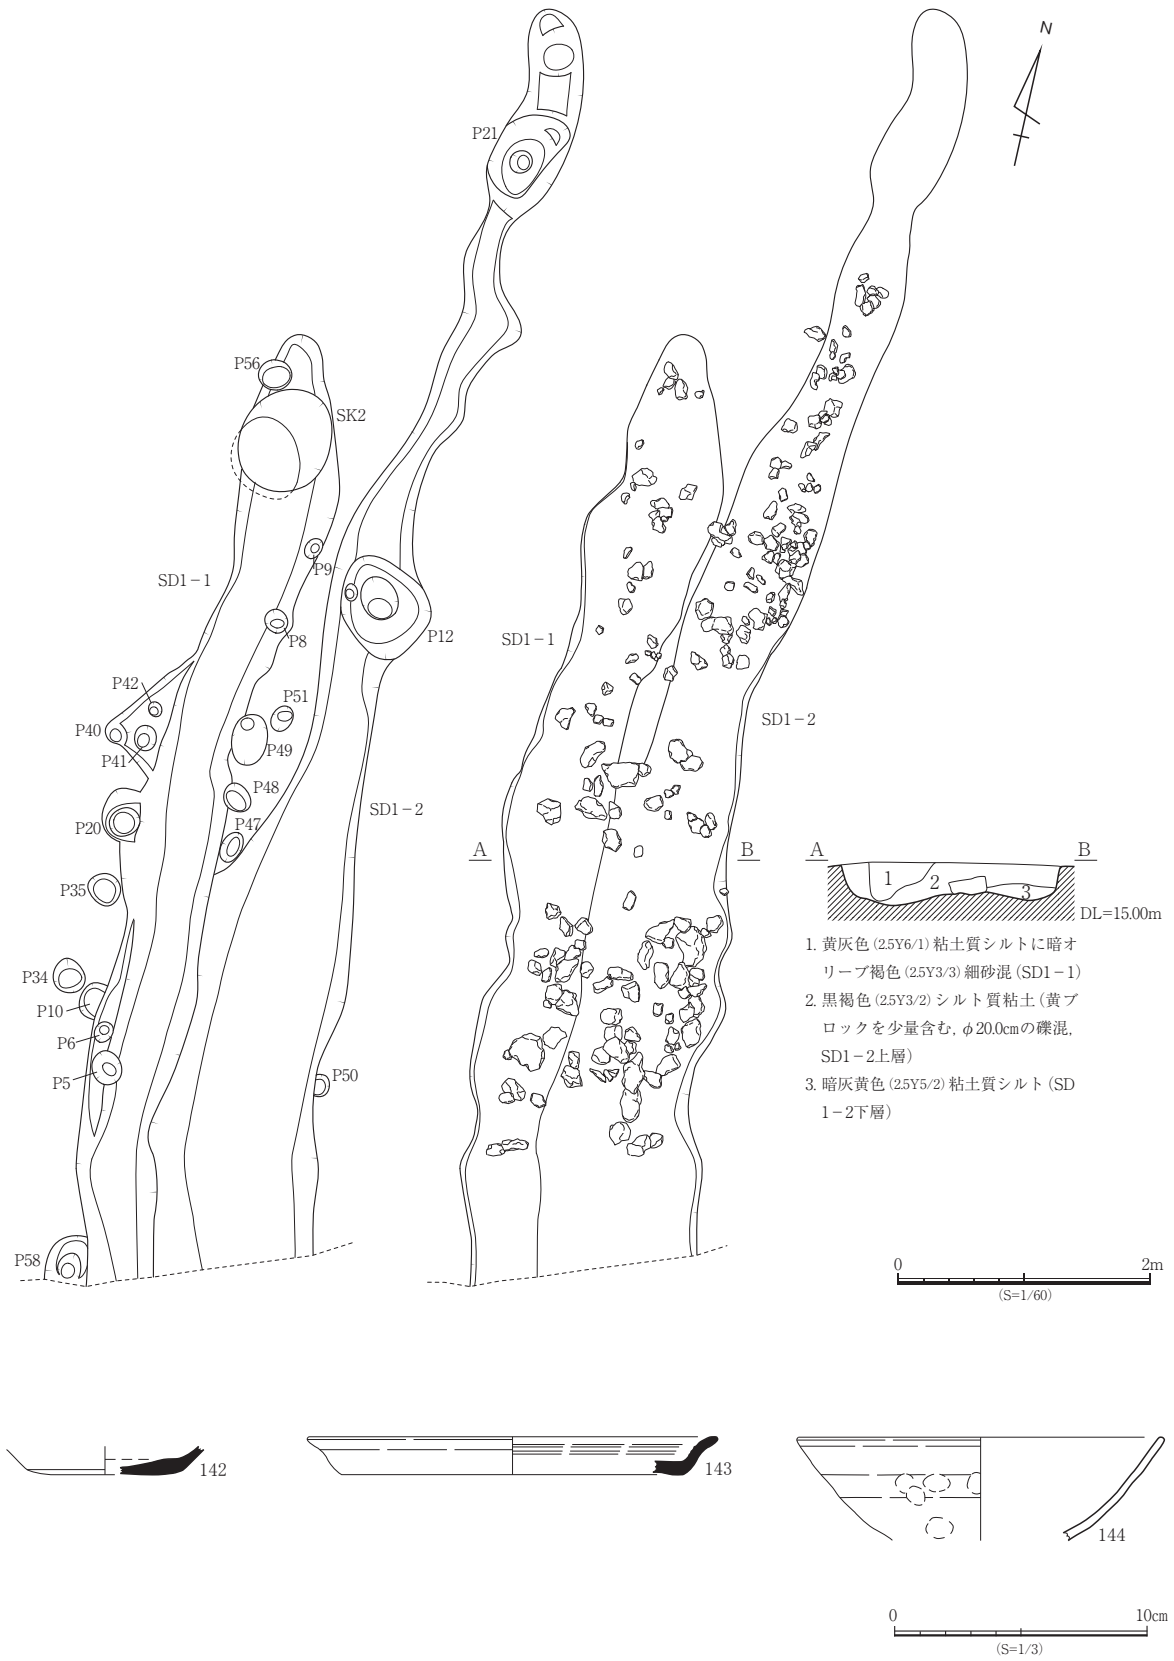 N
P21
P56
SK2
P9
SD1−1
P8
P12
P42
P51
P40
P41
P49
P48
SD1−2
P20
P47
P35
P34
P10
P6
P5
P50
P58
SD1−1
SD1−2
A
B
A
B
1
2
3
DL=15.00m
1. 黄灰色(2.5Y6/1)粘土質シルトに暗オ
リーブ褐色(2.5Y3/3)細砂混(SD1−1)
2. 黒褐色(2.5Y3/2)シルト質粘土(黄ブ
ロックを少量含む, φ20.0㎝の礫混,
SD1−2上層)
3. 暗灰黄色(2.5Y5/2)粘土質シルト(SD
1−2下層)
0
2m
(S=1/60)
142
143
144
0
10㎝
(S=1/3)